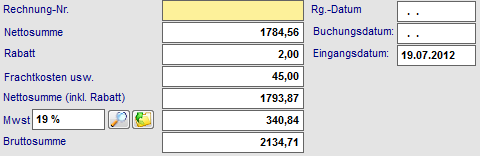 Rechnung-Nr. Rg.-Datum . .
Nettosumme 1784,56 Buchungsdatum: . .
Rabatt 2,00 Eingangsdatum: 19.07.2012
Frachtkosten usw. 45,00
Nettosumme (inkl. Rabatt) 1793,87
Mwst 19 % 340,84
Bruttosumme 2134,71